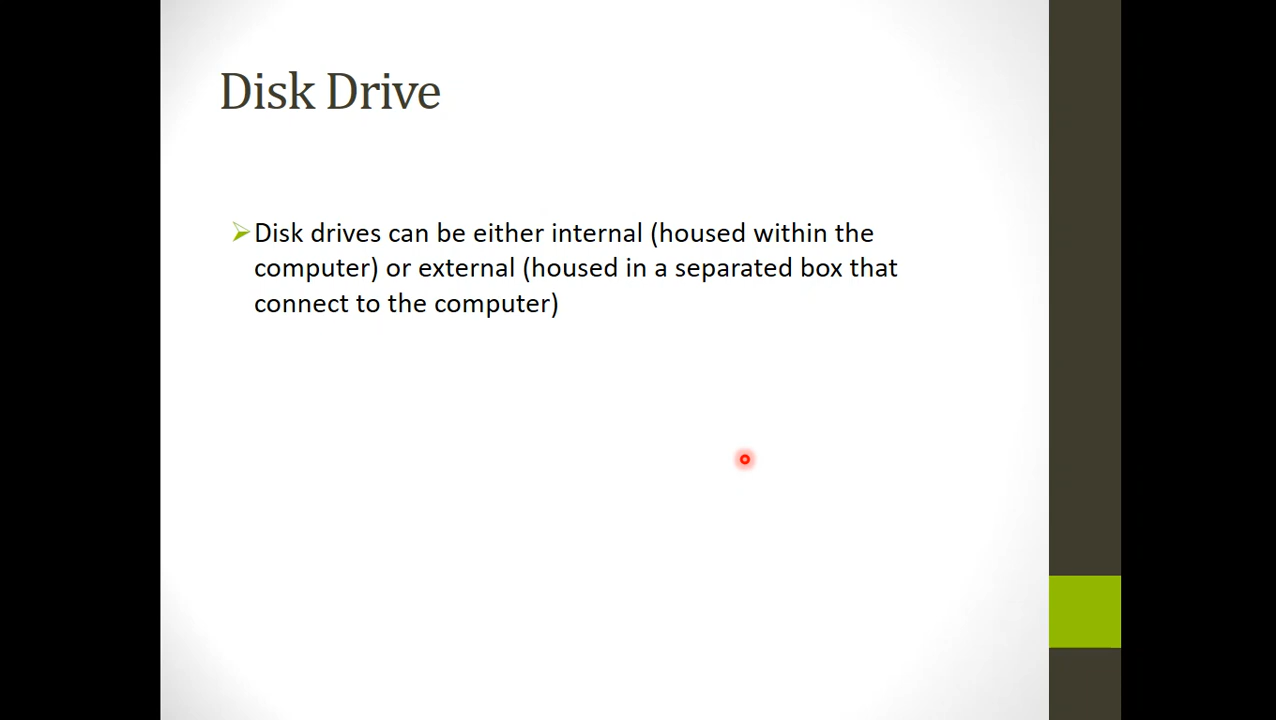 Disk Drive
Disk drives can be either internal (housed within the
computer) or external (housed in a separated box that
connect to the computer)